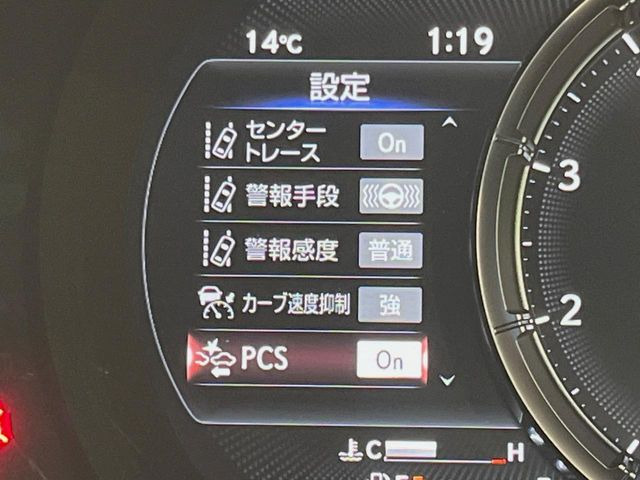 14℃ 1:19
設定
センター
トレース On
警報手段
警報感度 普通
カーブ速度抑制 強
PCS On
3
2
C H